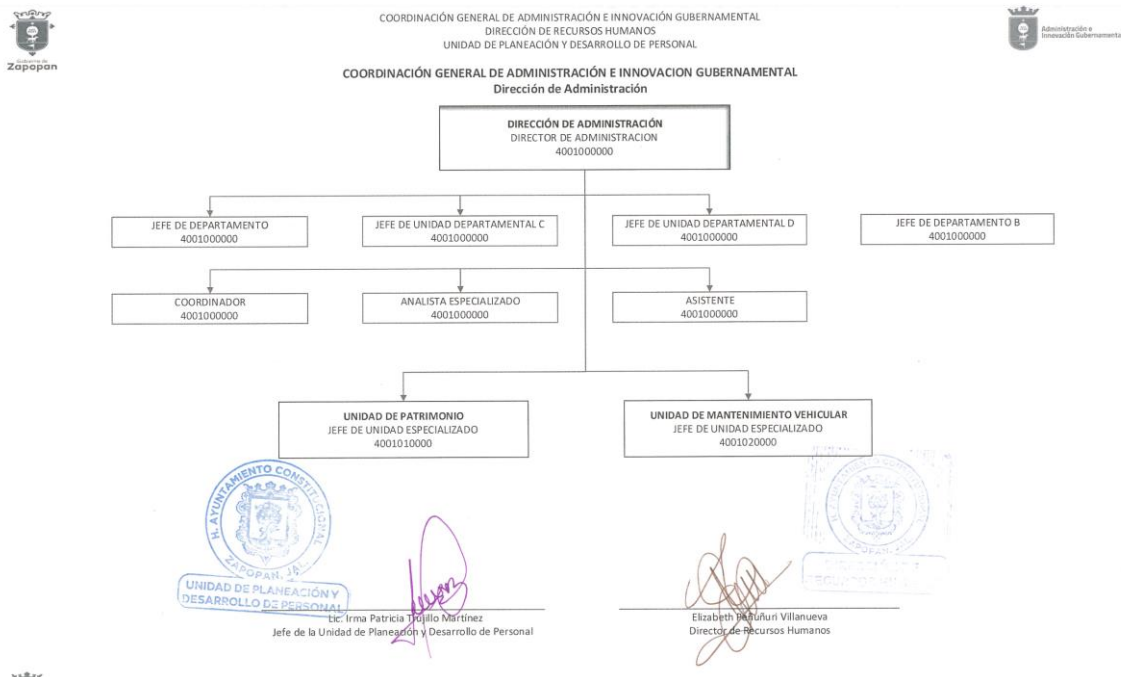 Gobierno de
Zapopan
COORDINACIÓN GENERAL DE ADMINISTRACIÓN E INNOVACIÓN GUBERNAMENTAL
DIRECCIÓN DE RECURSOS HUMANOS
UNIDAD DE PLANEACIÓN Y DESARROLLO DE PERSONAL
Administración e
Innovación Gubernamental
COORDINACIÓN GENERAL DE ADMINISTRACIÓN E INNOVACION GUBERNAMENTAL
Dirección de Administración
DIRECCIÓN DE ADMINISTRACIÓN
DIRECTOR DE ADMINISTRACION
4001000000
JEFE DE DEPARTAMENTO
4001000000
JEFE DE UNIDAD DEPARTAMENTAL C
4001000000
JEFE DE UNIDAD DEPARTAMENTAL D
4001000000
JEFE DE DEPARTAMENTO B
4001000000
COORDINADOR
4001000000
ANALISTA ESPECIALIZADO
4001000000
ASISTENTE
4001000000
UNIDAD DE PATRIMONIO
JEFE DE UNIDAD ESPECIALIZADO
4001010000
UNIDAD DE MANTENIMIENTO VEHICULAR
JEFE DE UNIDAD ESPECIALIZADO
4001020000
H. AYUNTAMIENTO CONSTITUCIONAL
ZAPOPAN, JAL.
UNIDAD DE PLANEACIÓN Y
DESARROLLO DE PERSONAL
Lic. Irma Patricia Trujillo Martínez
Jefe de la Unidad de Planeación y Desarrollo de Personal
Elizabeth Peñuñuri Villanueva
Director de Recursos Humanos